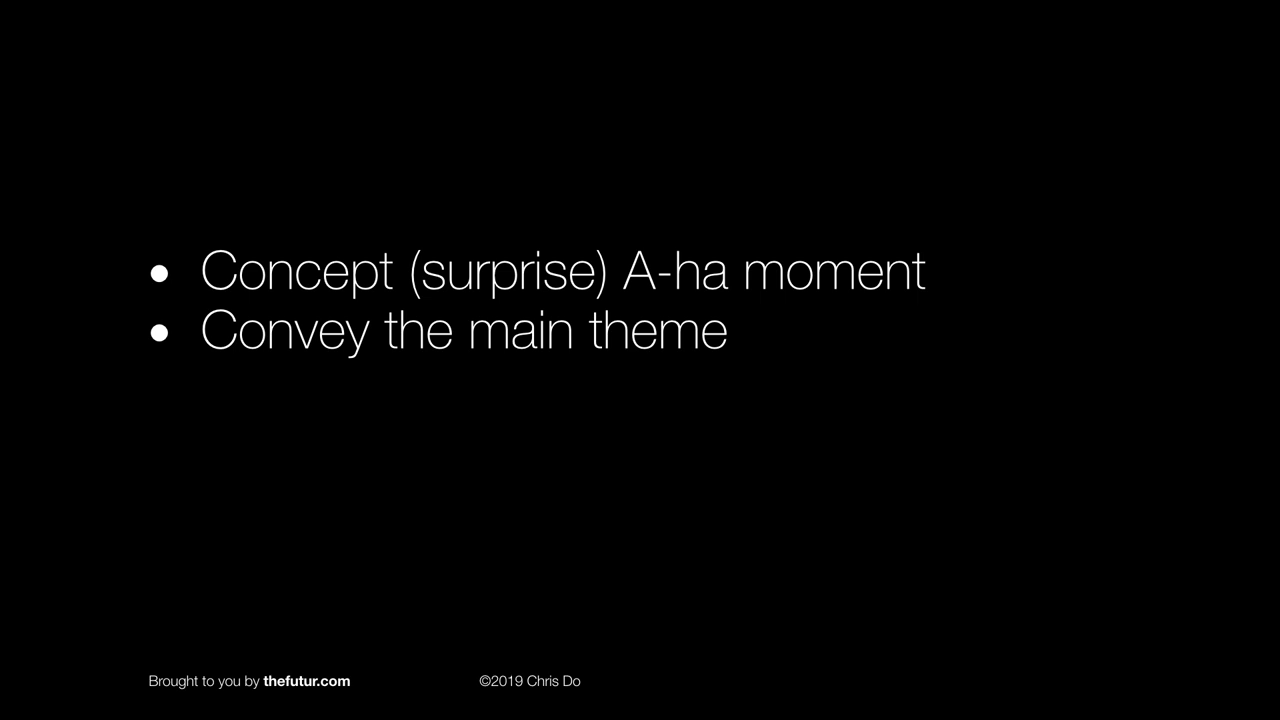 • Concept (surprise) A-ha moment
• Convey the main theme
Brought to you by thefutur.com ©2019 Chris Do